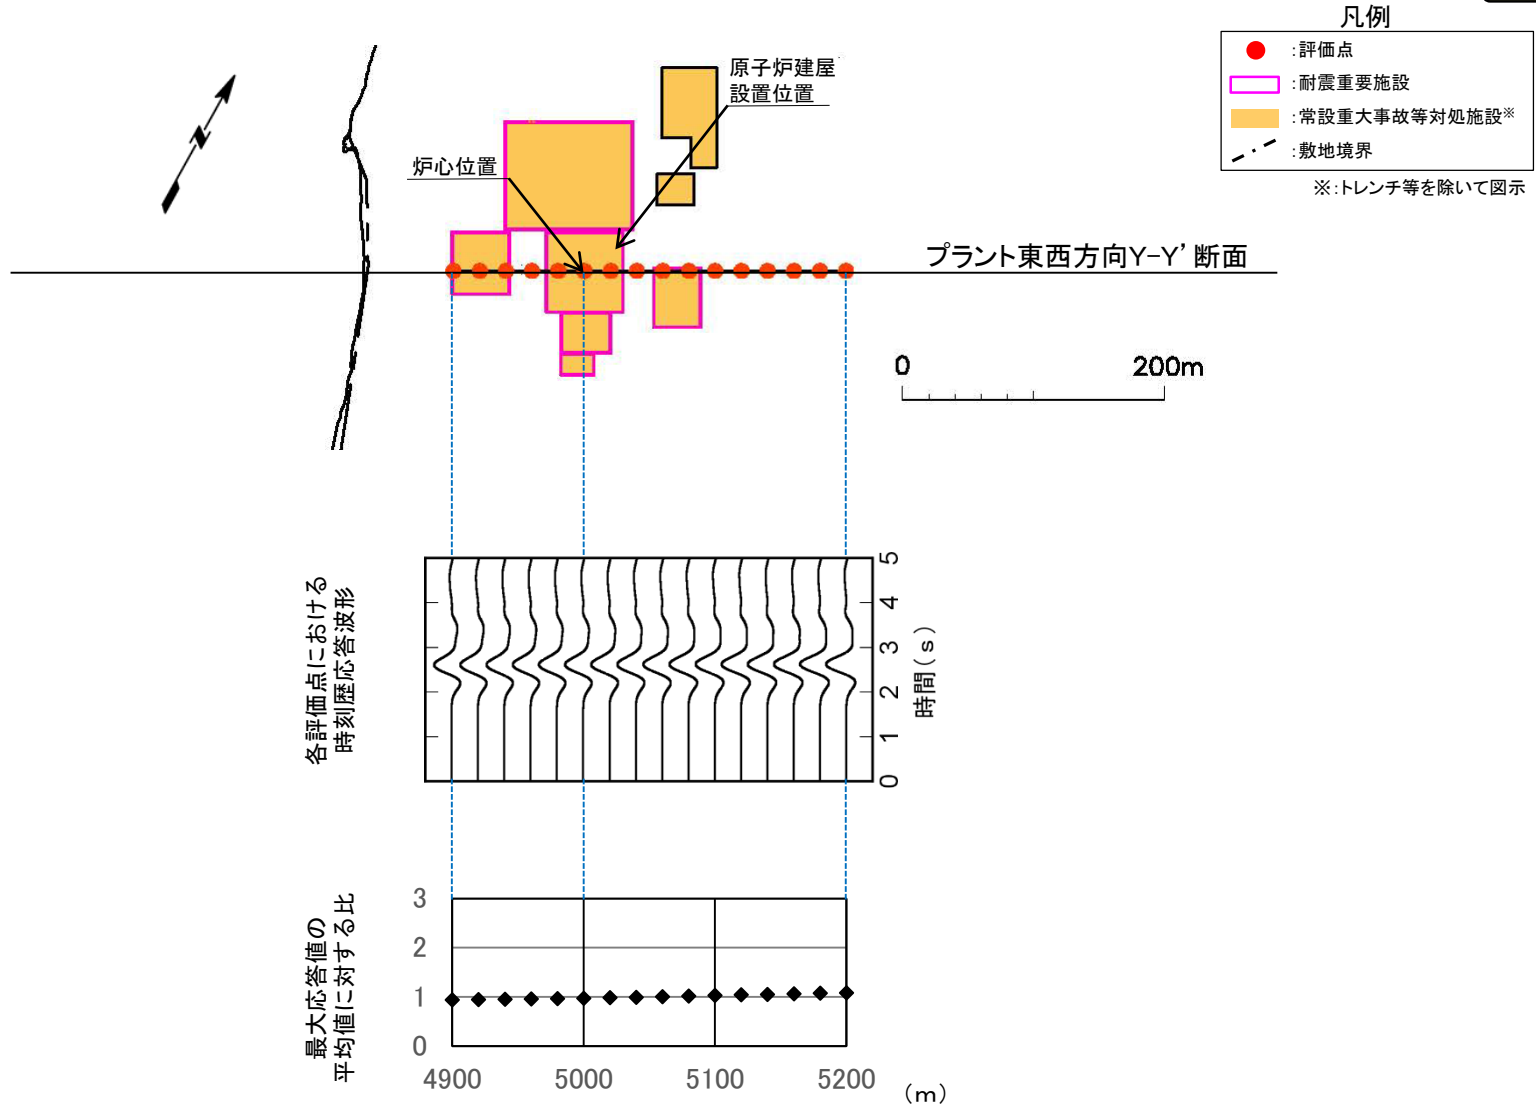 凡例
:評価点
:耐震重要施設
:常設重大事故等対処施設※
:敷地境界
※:トレンチ等を除いて図示
N
原子炉建屋
設置位置
炉心位置
プラント東西方向Y-Y’断面
0 200m
各評価点における
時刻歴応答波形
5
4
3
2
1
0
時間(s)
最大応答値の
平均値に対する比
3
2
1
0
4900 5000 5100 5200 (m)